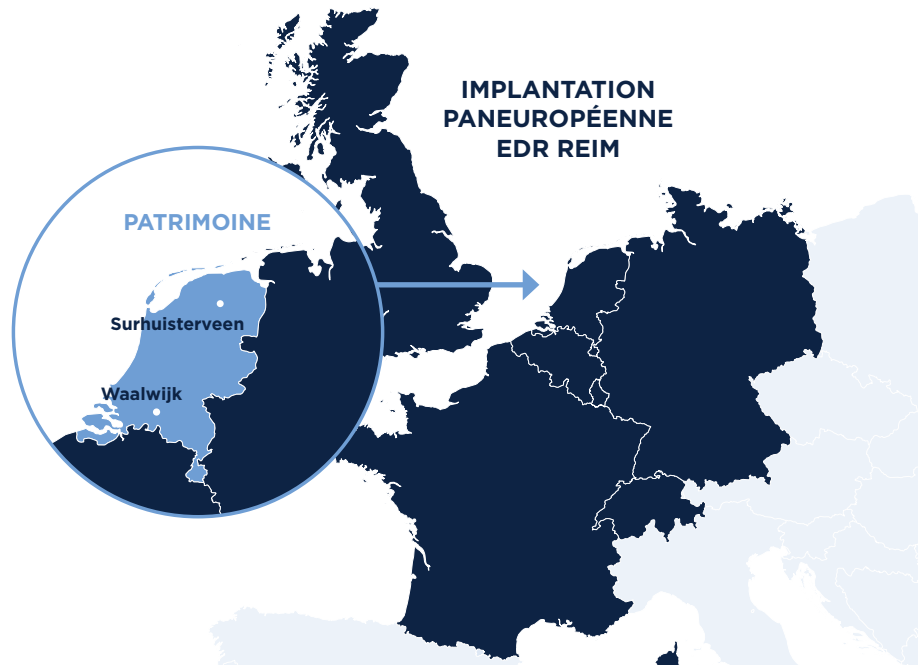 IMPLANTATION
PANEUROPÉENNE
EDR REIM
PATRIMOINE
Surhuisterveen
Waalwijk